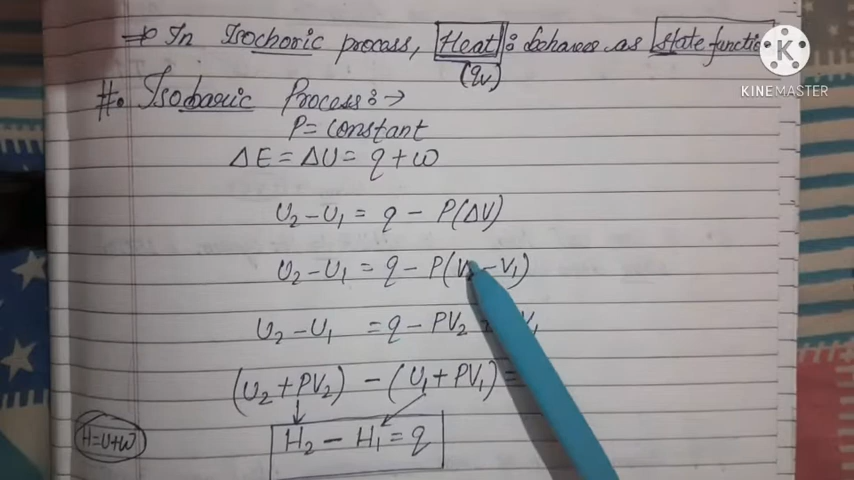 ⇒ In Isochoric process, Heat: behaves as State function
(qv)
KINEMASTER
#. Isobaric Process:→
P = constant
ΔE = ΔU = q + w
U₂ - U₁ = q - P(ΔV)
U₂ - U₁ = q - P(V₂ - V₁)
U₂ - U₁ = q - PV₂
(U₂ + PV₂) - (U₁ + PV₁) =
H₂ - H₁ = q
H=U+W